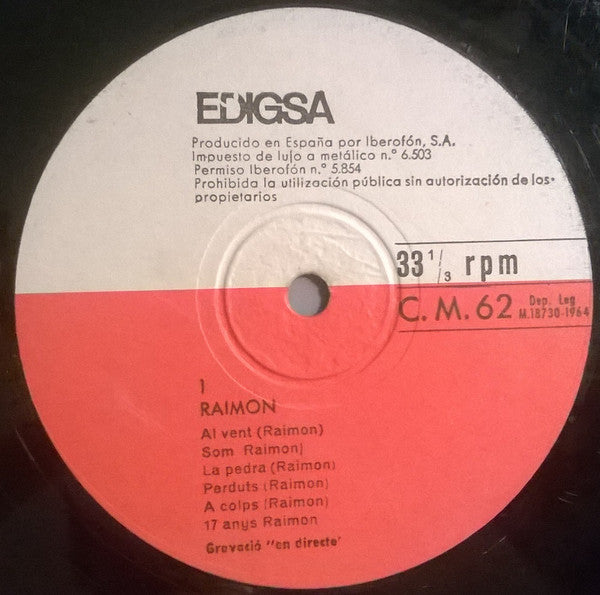 EDIGSA
Producido en España por Iberofón, S.A.
Impuesto de lujo a metálico n.º 6.503
Permiso Iberofón n.º 5.854
Prohibida la utilización pública sin autorización de los
propietarios
33 1/3 rpm
C. M. 62 Dep. Leg
M.18730-1964
1
RAIMON
Al vent (Raimon)
Som Raimon)
La pedra (Raimon)
Perduts (Raimon)
A colps (Raimon)
17 anys Raimon
Gravació "en directe'